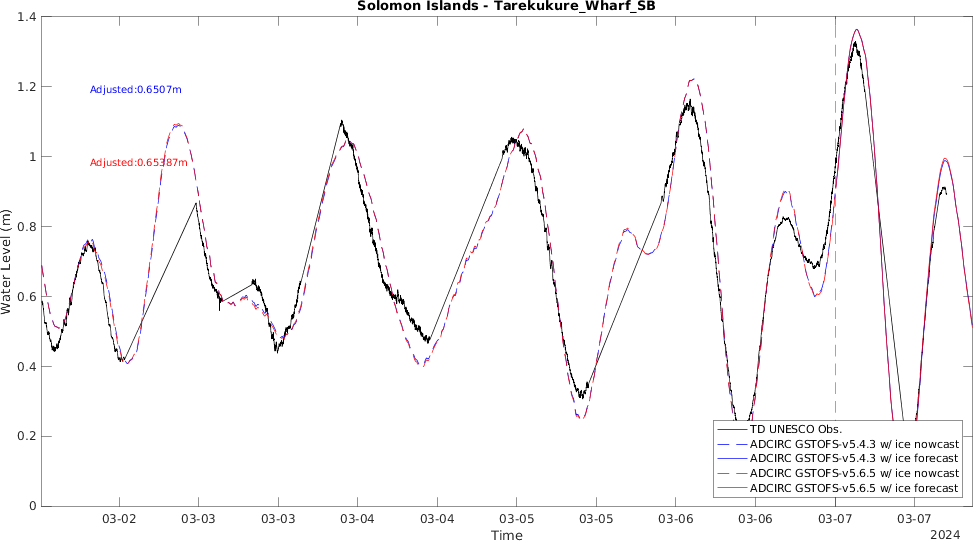 Solomon Islands - Tarekukure_Wharf_SB
1.4
1.2
1
0.8
0.6
0.4
0.2
0
Water Level (m)
Adjusted:0.6507m
Adjusted:0.65387m
TD UNESCO Obs.
ADCIRC GSTOFS-v5.4.3 w/ ice nowcast
ADCIRC GSTOFS-v5.4.3 w/ ice forecast
ADCIRC GSTOFS-v5.6.5 w/ ice nowcast
ADCIRC GSTOFS-v5.6.5 w/ ice forecast
03-02 03-03 03-03 03-04 03-04 03-05 03-05 03-06 03-06 03-07 03-07
Time
2024